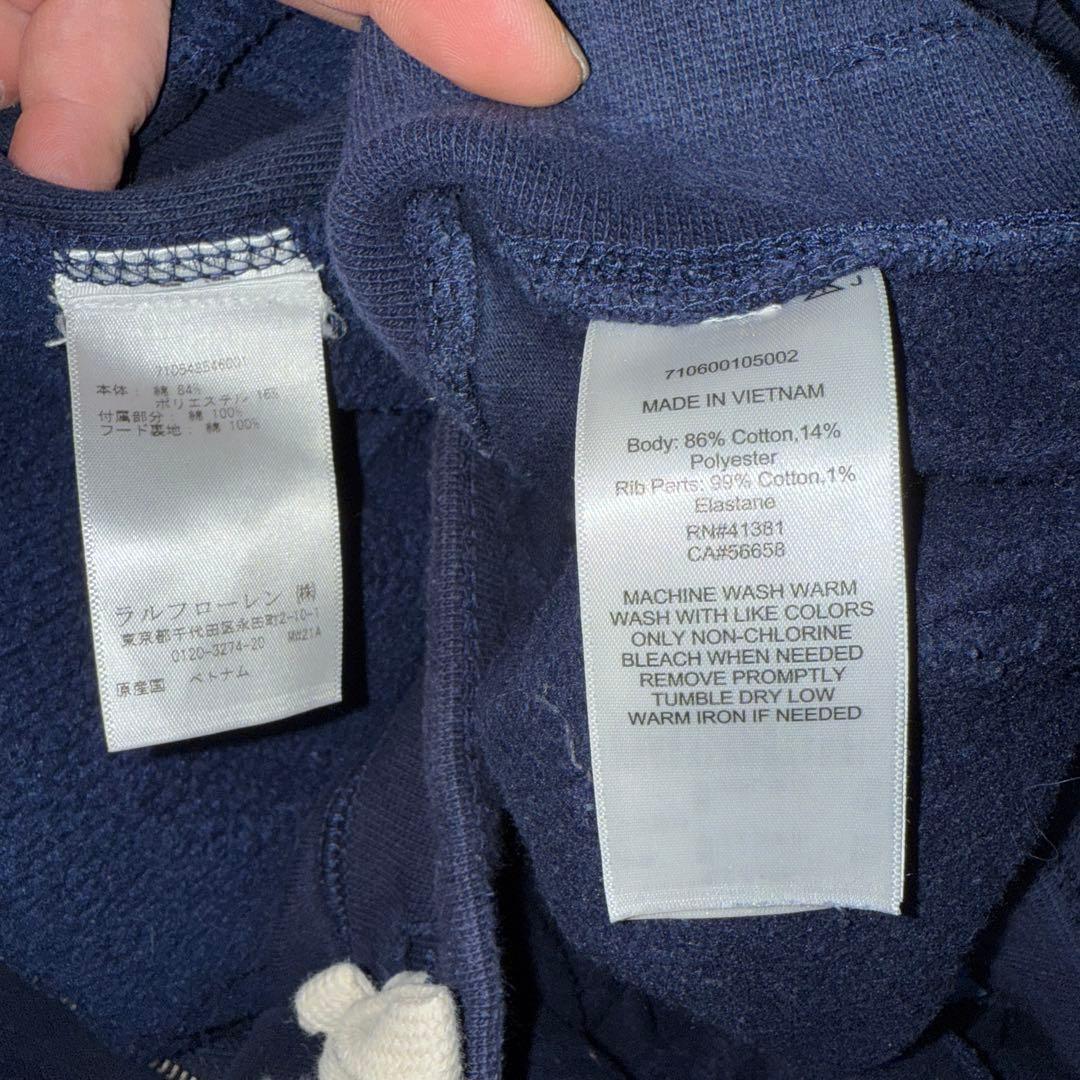 710548546001
本体： 綿 84%
ポリエステル 16%
付属部分： 綿 100%
フード裏地： 綿 100%
ラルフローレン ㈱
東京都千代田区永田町2-10-1
0120-3274-20 MM21A
原産国 ベトナム
J
710600105002
MADE IN VIETNAM
Body: 86% Cotton,14%
Polyester
Rib Parts: 99% Cotton,1%
Elastane
RN#41381
CA#56658
MACHINE WASH WARM
WASH WITH LIKE COLORS
ONLY NON-CHLORINE
BLEACH WHEN NEEDED
REMOVE PROMPTLY
TUMBLE DRY LOW
WARM IRON IF NEEDED